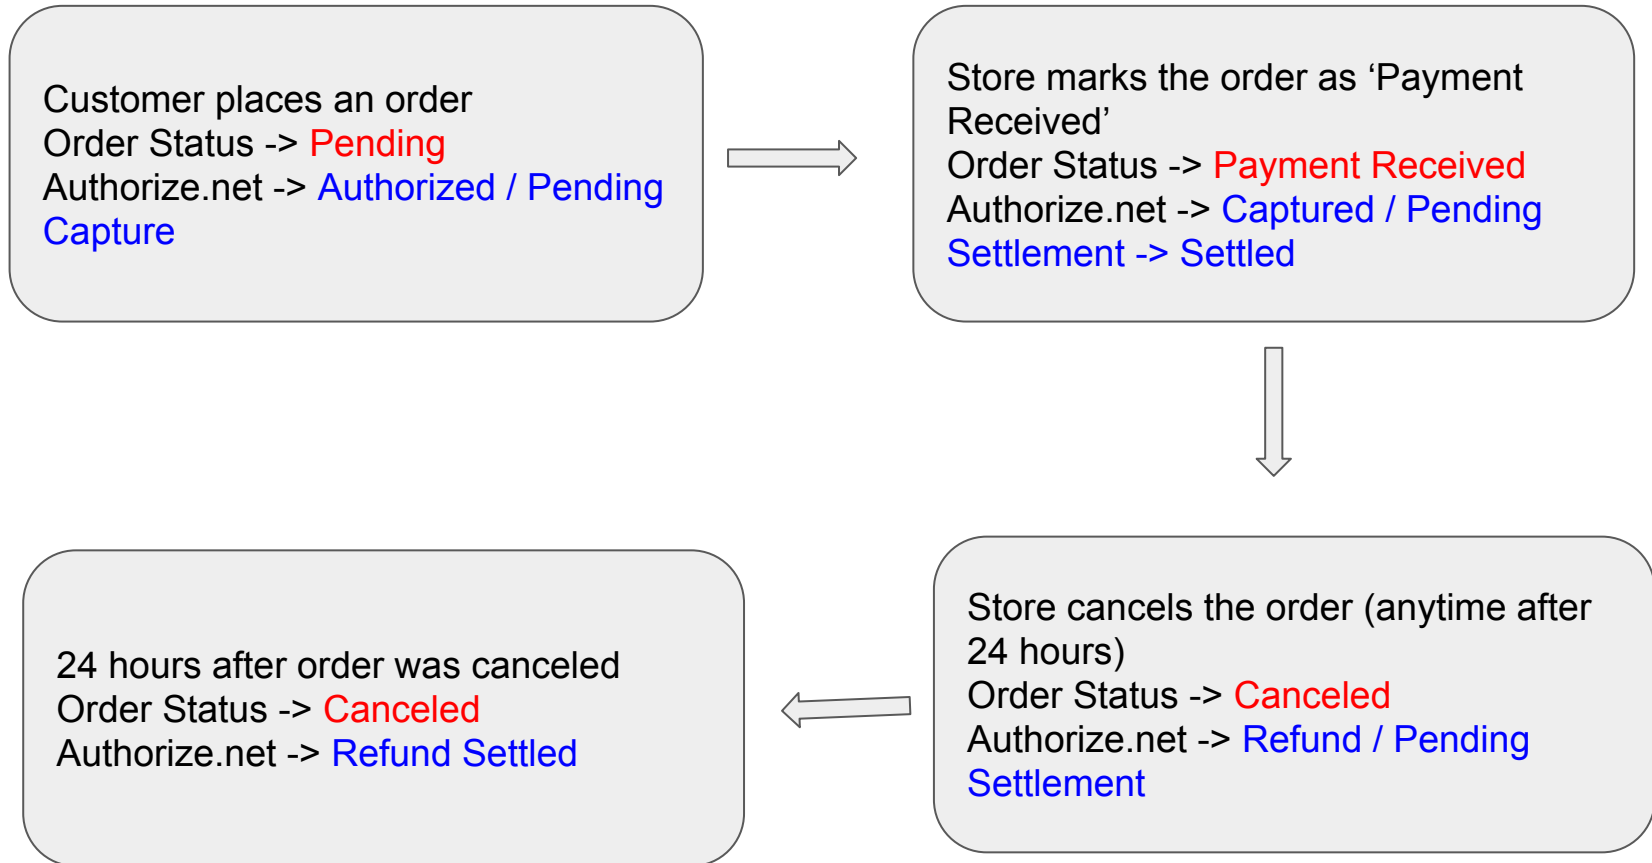 Customer places an order
Order Status -> Pending
Authorize.net -> Authorized / Pending
Capture
Store marks the order as ‘Payment
Received’
Order Status -> Payment Received
Authorize.net -> Captured / Pending
Settlement -> Settled
Store cancels the order (anytime after
24 hours)
Order Status -> Canceled
Authorize.net -> Refund / Pending
Settlement
24 hours after order was canceled
Order Status -> Canceled
Authorize.net -> Refund Settled